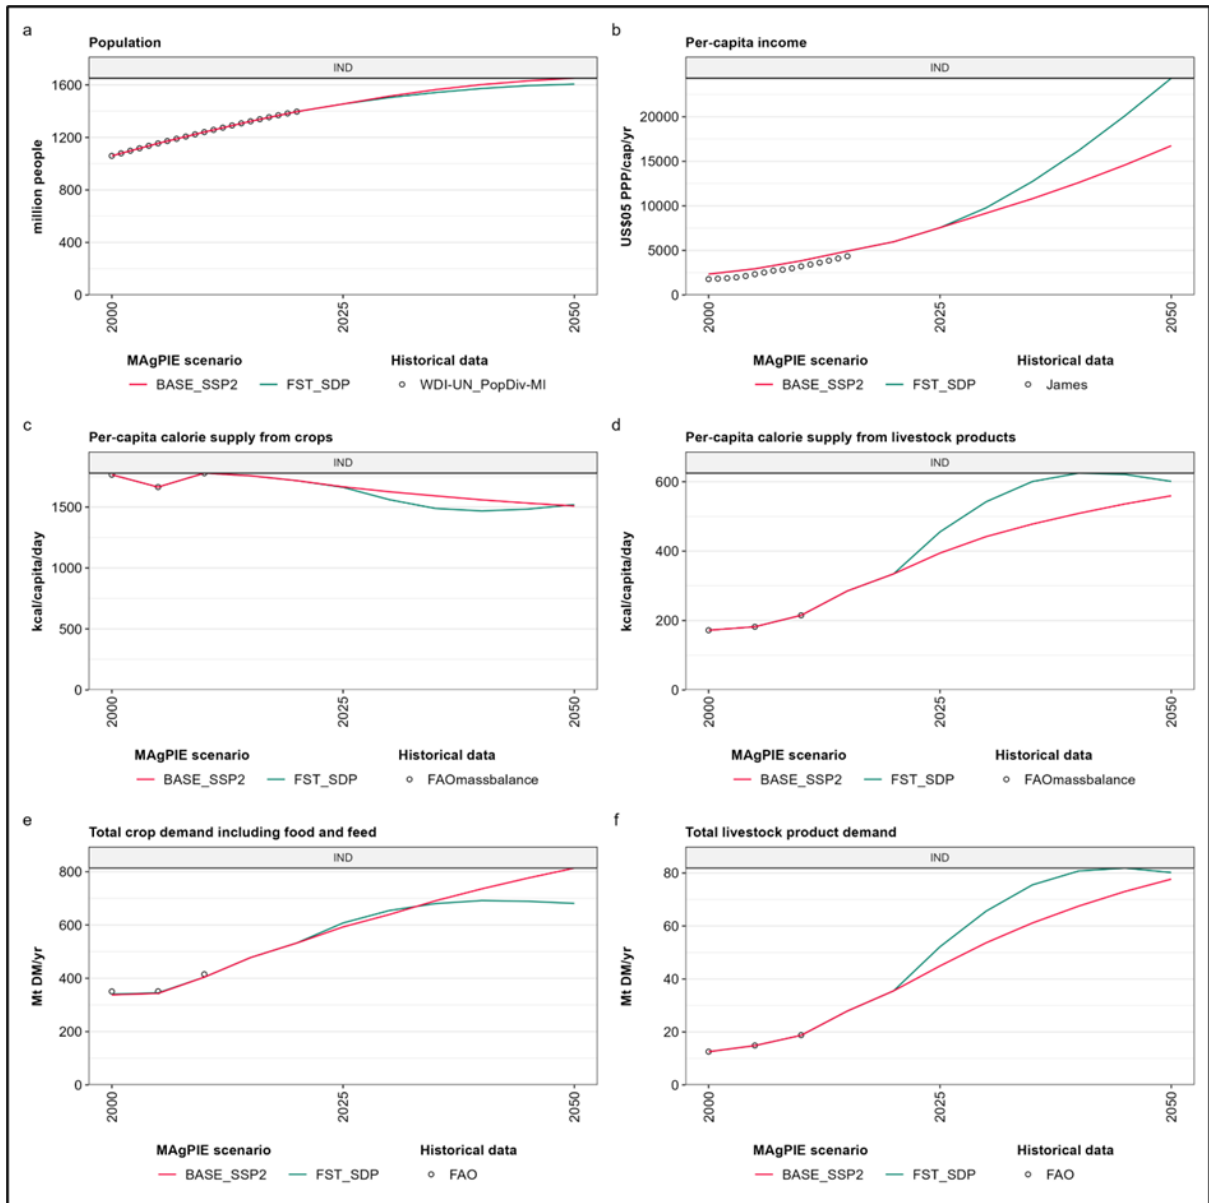 a
Population
IND
million people
1600
1200
800
400
0
2000
2025
2050
MAgPIE scenario
Historical data
BASE_SSP2
FST_SDP
WDI-UN_PopDiv-MI
b
Per-capita income
IND
US$05 PPP/cap/yr
20000
15000
10000
5000
0
2000
2025
2050
MAgPIE scenario
Historical data
BASE_SSP2
FST_SDP
James
c
Per-capita calorie supply from crops
IND
kcal/capita/day
1500
1000
500
0
2000
2025
2050
MAgPIE scenario
Historical data
BASE_SSP2
FST_SDP
FAOmassbalance
d
Per-capita calorie supply from livestock products
IND
kcal/capita/day
600
400
200
0
2000
2025
2050
MAgPIE scenario
Historical data
BASE_SSP2
FST_SDP
FAOmassbalance
e
Total crop demand including food and feed
IND
Mt DM/yr
800
600
400
200
0
2000
2025
2050
MAgPIE scenario
Historical data
BASE_SSP2
FST_SDP
FAO
f
Total livestock product demand
IND
Mt DM/yr
80
60
40
20
0
2000
2025
2050
MAgPIE scenario
Historical data
BASE_SSP2
FST_SDP
FAO